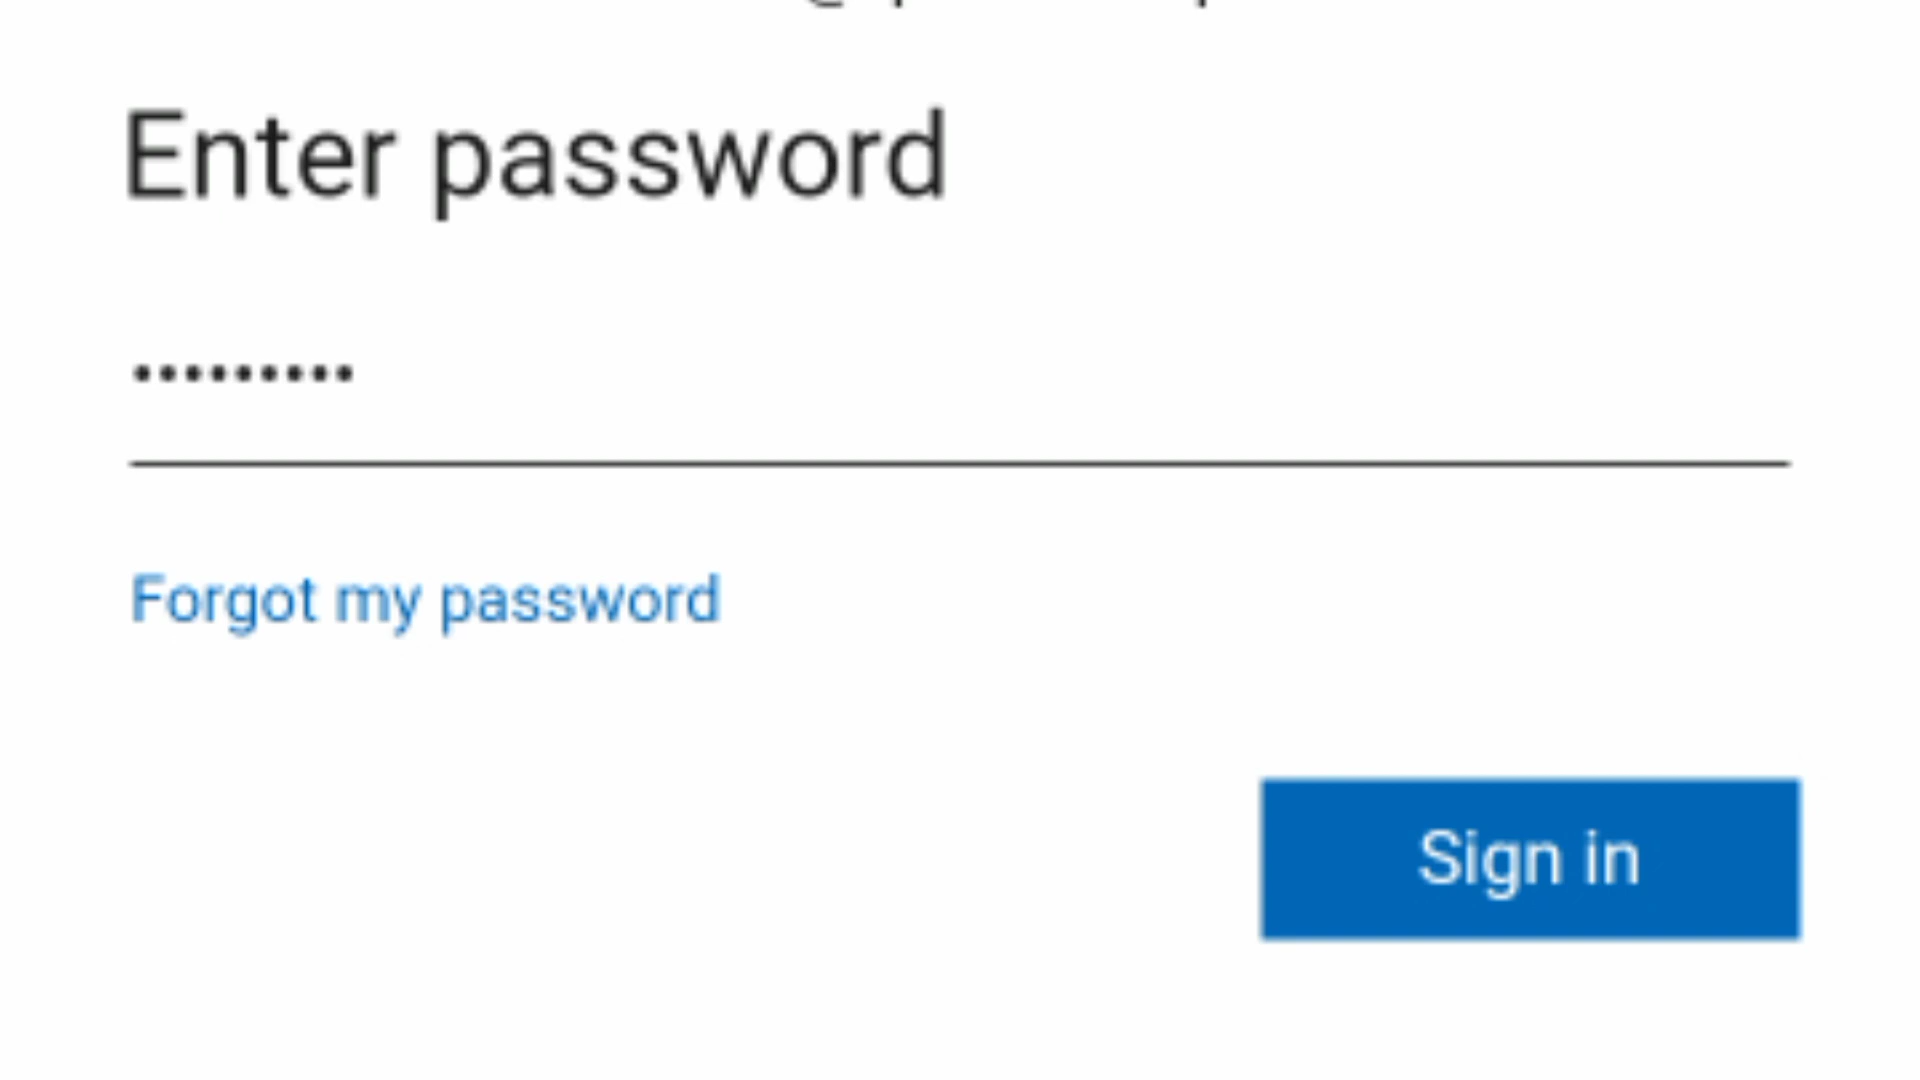 Enter password
•••••••••
Forgot my password
Sign in